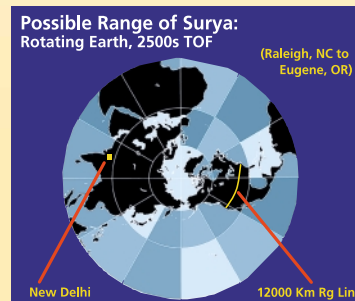 Possible Range of Surya:
Rotating Earth, 2500s TOF
(Raleigh, NC to
Eugene, OR)
New Delhi
12000 Km Rg Lin